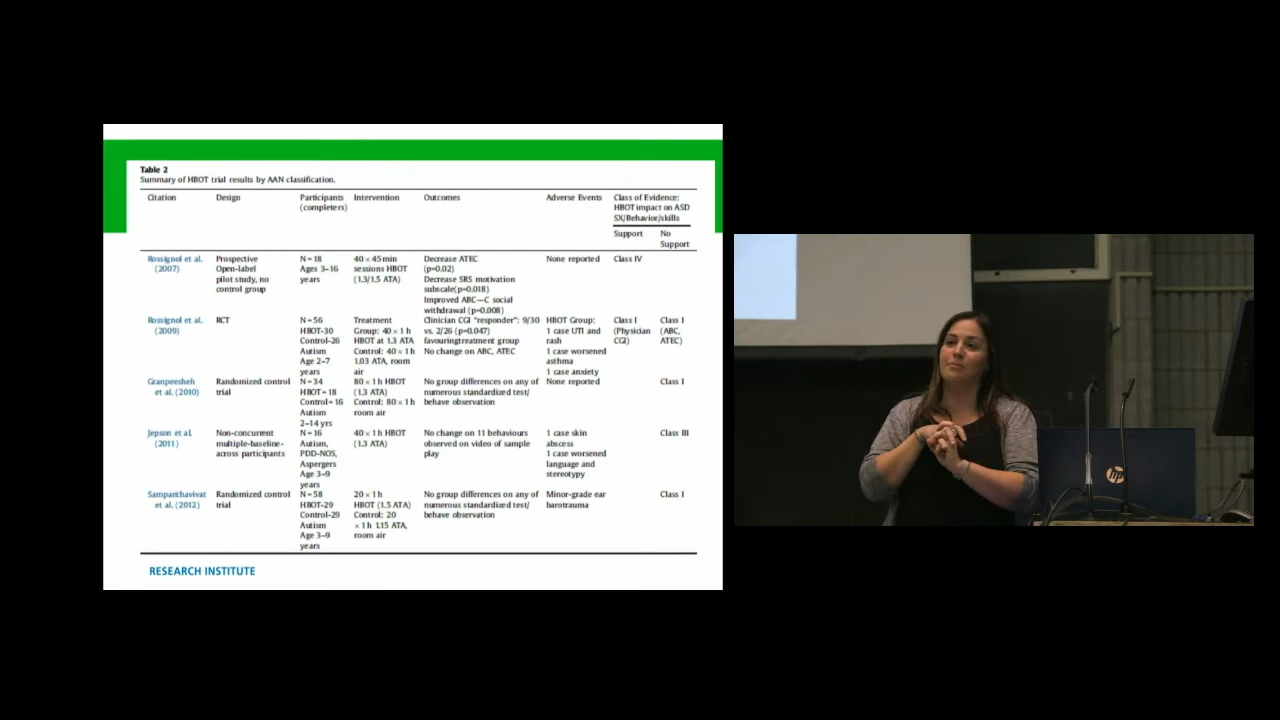 Table 2
Summary of HBOT trial results by AAN classification.
Citation Design Participants (completers) Intervention Outcomes Adverse Events Class of Evidence: HBOT impact on ASD SX/Behavior/skills
Support No Support
Rossignol et al. (2007) Prospective Open-label pilot study, no control group N=18 Ages 3–16 years 40 × 45min sessions HBOT (1.3/1.5 ATA) Decrease ATEC (p=0.02) Decrease SRS motivation subscale(p=0.018) Improved ABC—C social withdrawal (p=0.008) None reported Class IV
Rossignol et al. (2009) RCT N=56 HBOT-30 Control-26 Autism Age 2–7 years Treatment Group: 40 × 1 h HBOT at 1.3 ATA Control: 40 × 1 h 1.03 ATA, room air Clinician CGI "responder": 9/30 vs. 2/26 (p=0.047) favouringtreatment group No change on ABC, ATEC HBOT Group: 1 case UTI and rash 1 case worsened asthma 1 case anxiety Class I (Physician CGI) Class I (ABC, ATEC)
Granpeesheh et al. (2010) Randomized control trial N=34 HBOT=18 Control=16 Autism 2–14 yrs 80 × 1 h HBOT (1.3 ATA) Control: 80 × 1 h room air No group differences on any of numerous standardized test/ behave observation None reported Class I
Jepson et al. (2011) Non-concurrent multiple-baseline-across participants N=16 Autism, PDD-NOS, Aspergers Age 3–9 years 40 × 1 h HBOT (1.3 ATA) No change on 11 behaviours observed on video of sample play 1 case skin abscess 1 case worsened language and stereotypy Class III
Sampanthavivat et al. (2012) Randomized control trial N=58 HBOT-29 Control-29 Autism Age 3–9 years 20 × 1 h HBOT (1.5 ATA) Control: 20 × 1 h 1.15 ATA, room air No group differences on any of numerous standardized test/ behave observation Minor-grade ear barotrauma Class I
RESEARCH INSTITUTE
hp